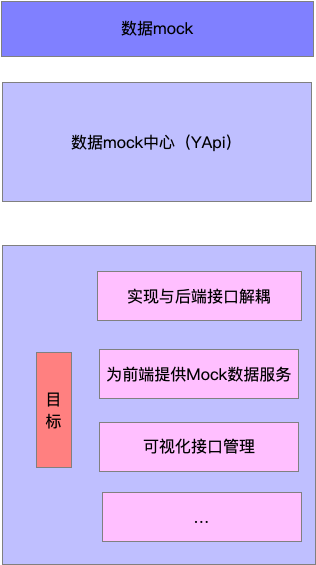 数据mock
数据mock中心（YApi）
实现与后端接口解耦
为前端提供Mock数据服务
目
标
可视化接口管理
...